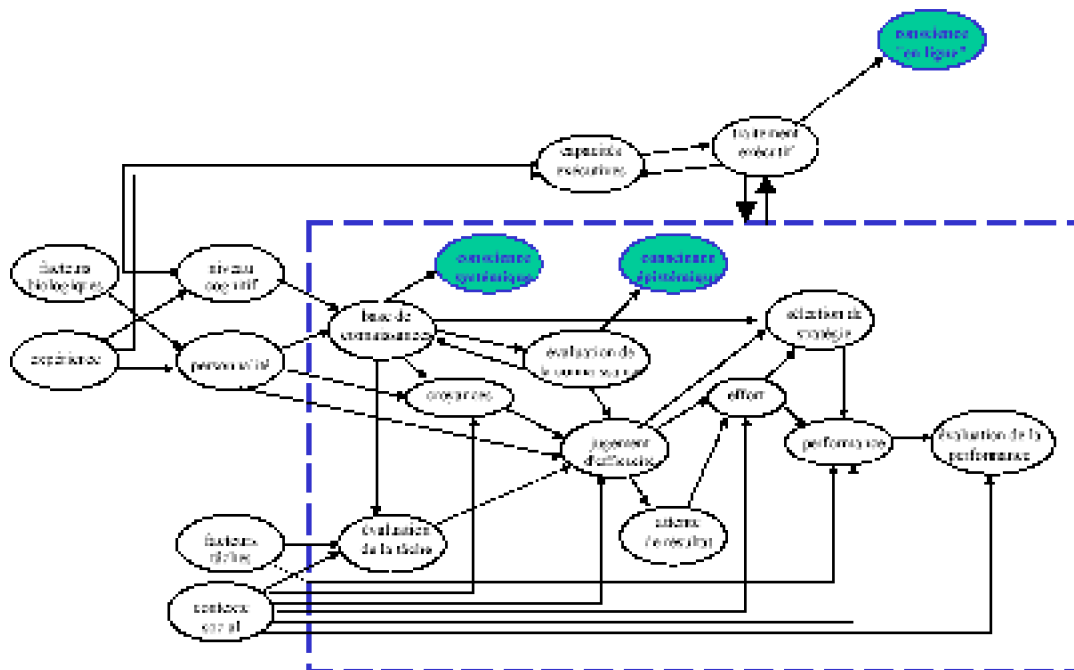 conscience
"en ligne"
traitement
exécutif
capacités
exécutives
facteurs
biologiques
niveau
cognitif
conscience
systémique
conscience
épistémique
base de
connaissances
sélection de
stratégie
expérience
personnalité
évaluation de
la connaissance
croyances
effort
jugement
d'efficacité
performance
évaluation de la
performance
facteurs
tâches
évaluation
de la tâche
attente
de résultat
contexte
social